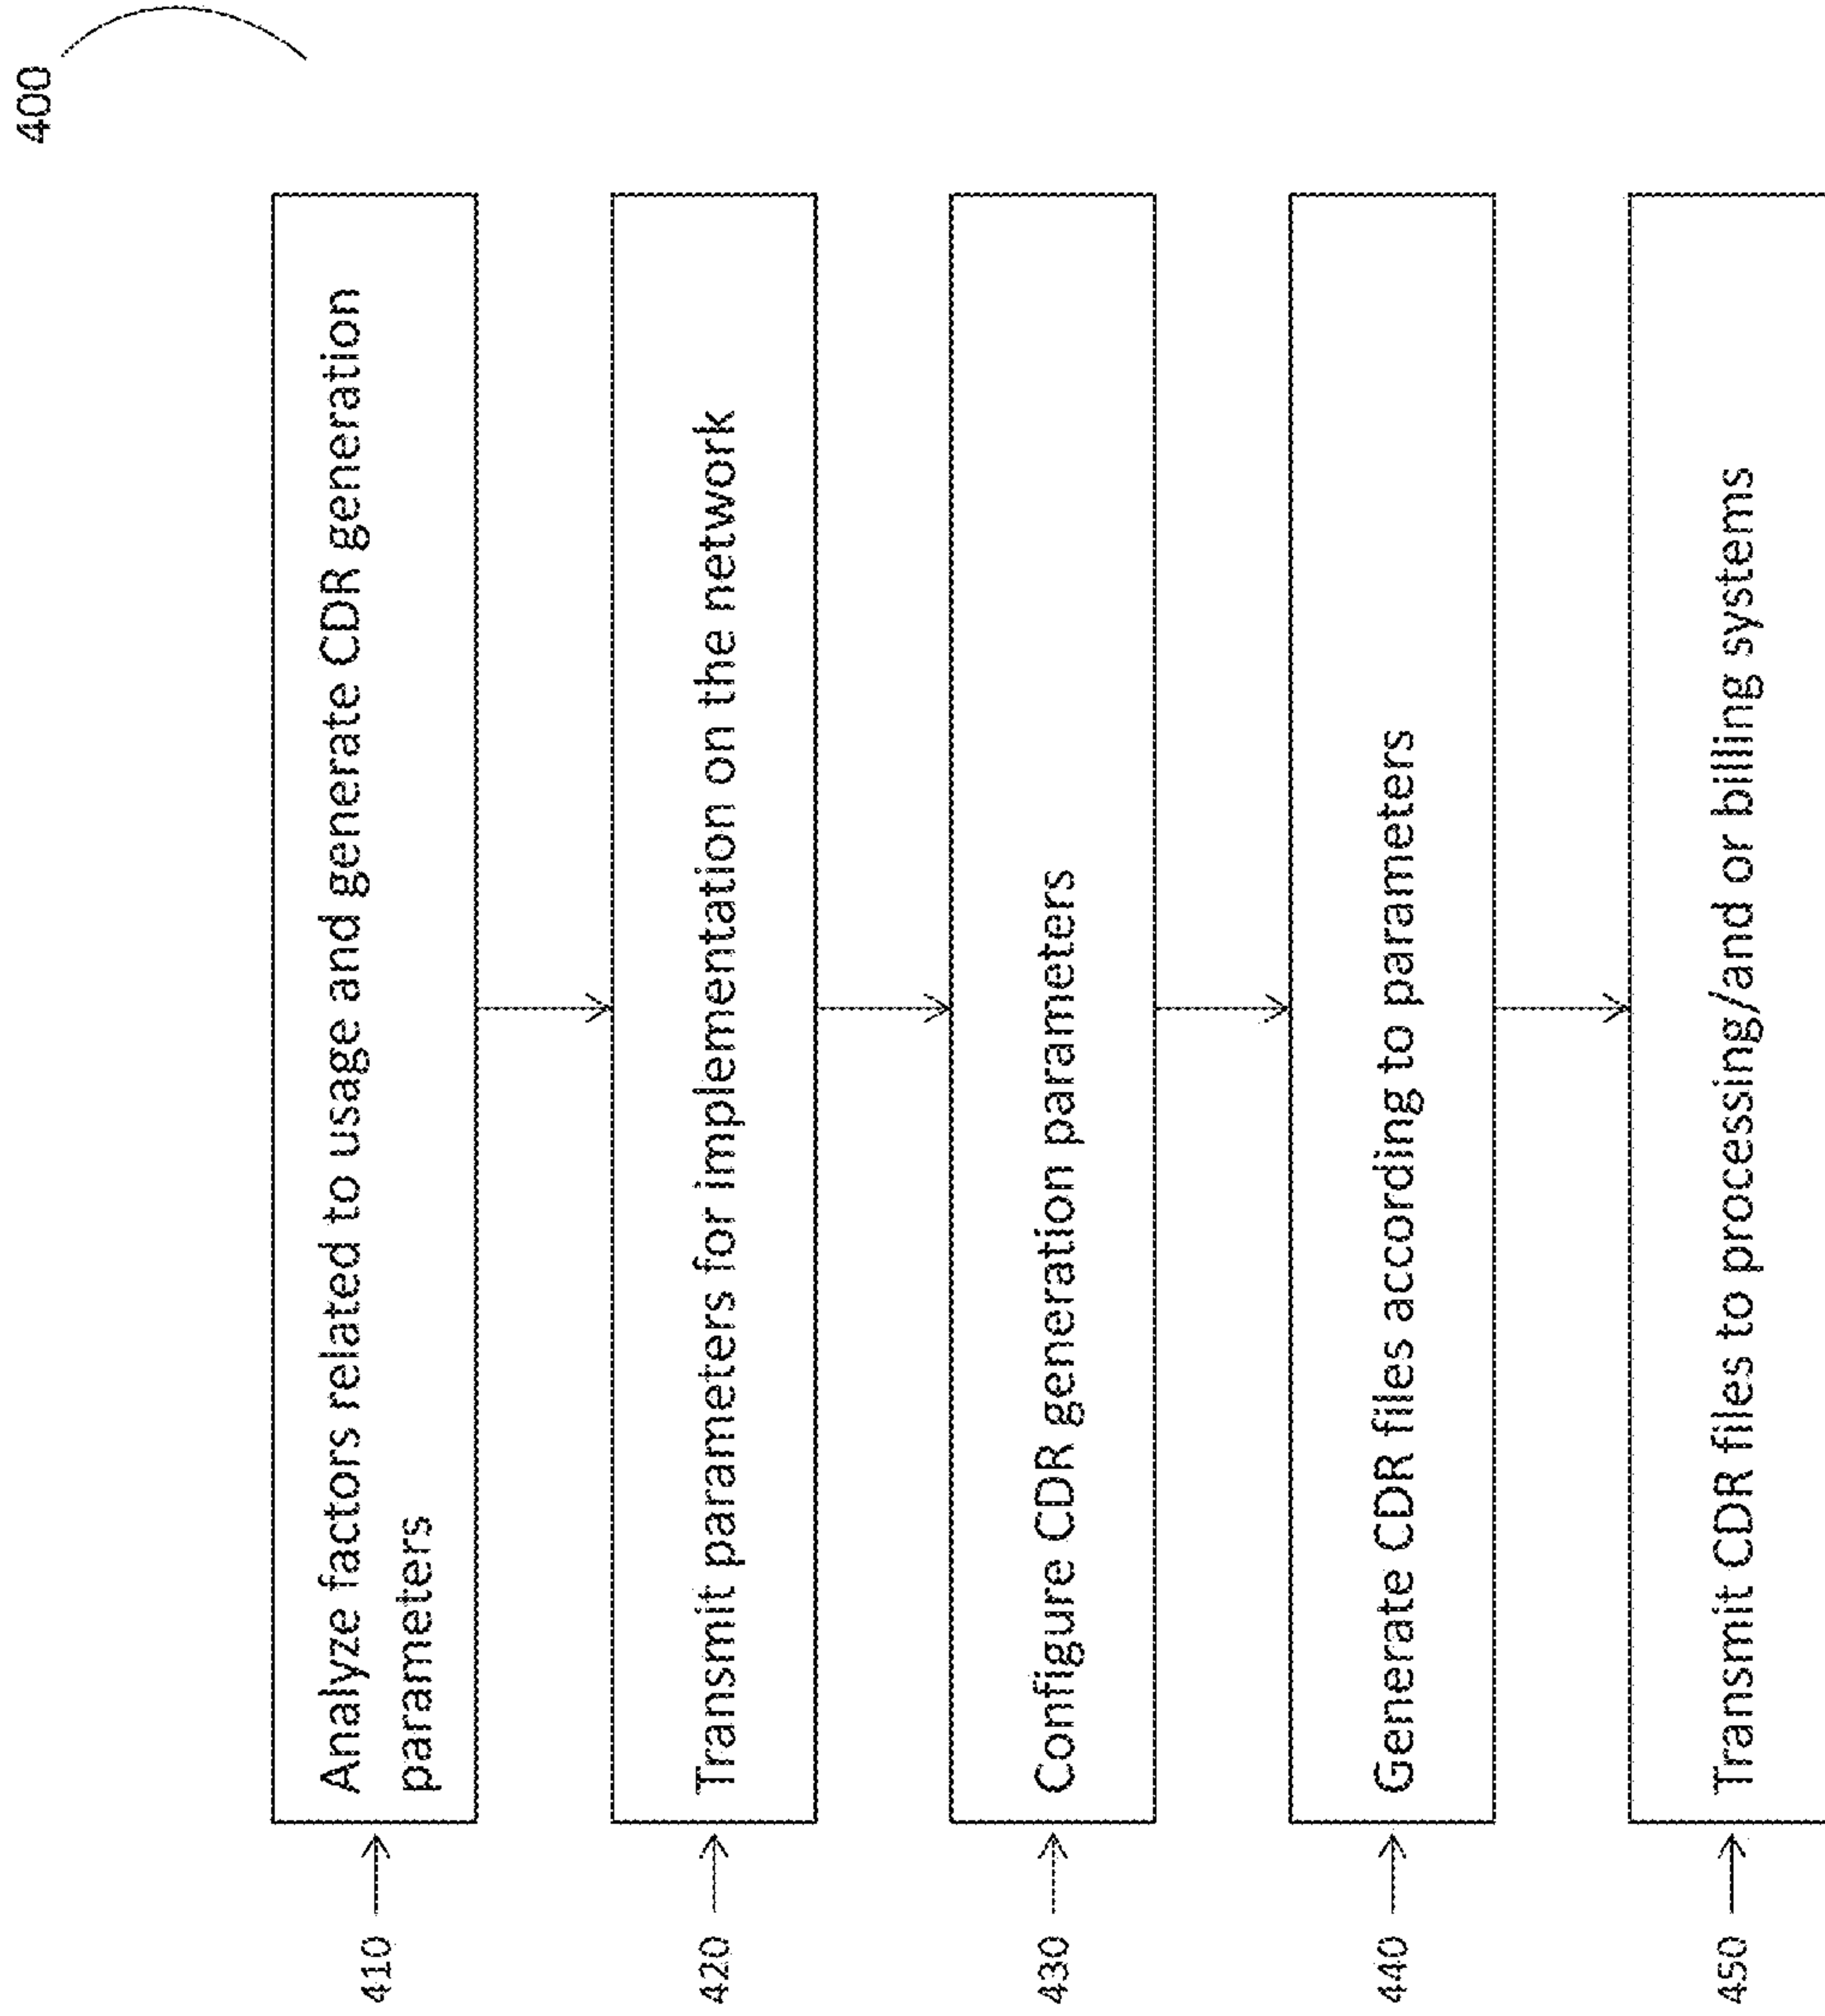 400
410
Analyze factors related to usage and generate CDR generation
parameters
420
Transmit parameters for implementation on the network
430
Configure CDR generation parameters
440
Generate CDR files according to parameters
450
Transmit CDR files to processing/and or billing systems